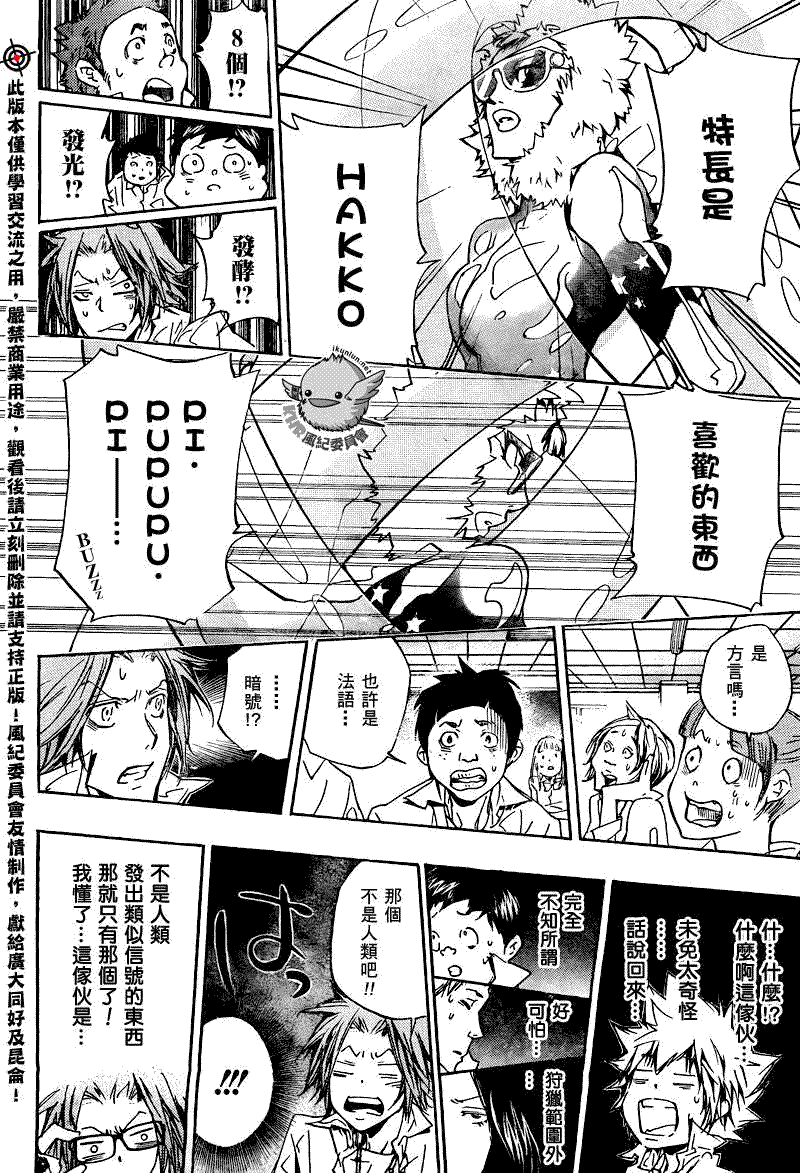 特長是
HAKKO
8個!?
發光!?
發酵!?
喜歡的東西
PI.
PUPUPU.
PI——…
BUZZZ
ikunlun.net
KHR風紀委員會
是
方言嗎…
也許是
法語…
暗號!?
什…什麼!?
什麼啊這傢伙…
未免太奇怪
話說回來…
完全
不知所謂
好
可怕…
狩獵範圍外
那個
不是人類吧!!
はっ
!!!
不是人類
發出類似信號的東西
那就只有那個了!
我懂了…這傢伙是…
此版本僅供學習交流之用，嚴禁商業用途，觀看後請立刻刪除並請支持正版！風紀委員會友情制作，獻給廣大同好及昆侖！